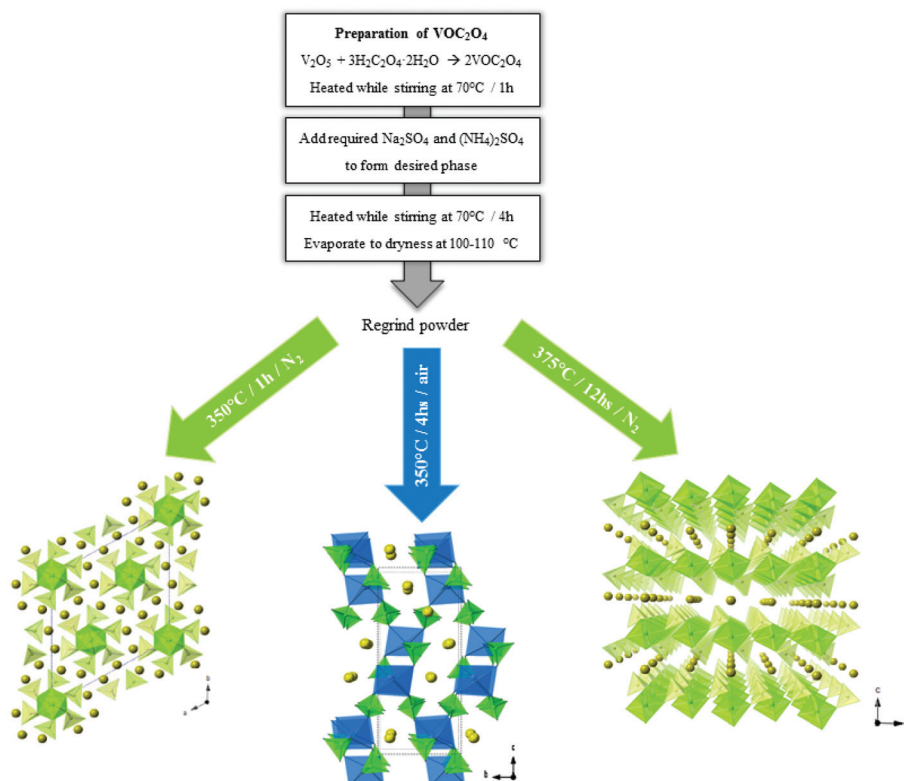 Preparation of VOC₂O₄
V₂O₅ + 3H₂C₂O₄·2H₂O → 2VOC₂O₄
Heated while stirring at 70°C / 1h
Add required Na₂SO₄ and (NH₄)₂SO₄
to form desired phase
Heated while stirring at 70°C / 4h
Evaporate to dryness at 100-110 °C
Regrind powder
350°C / 1h / N₂
350°C / 4hs / air
375°C / 12hs / N₂
b
a
c
b
C